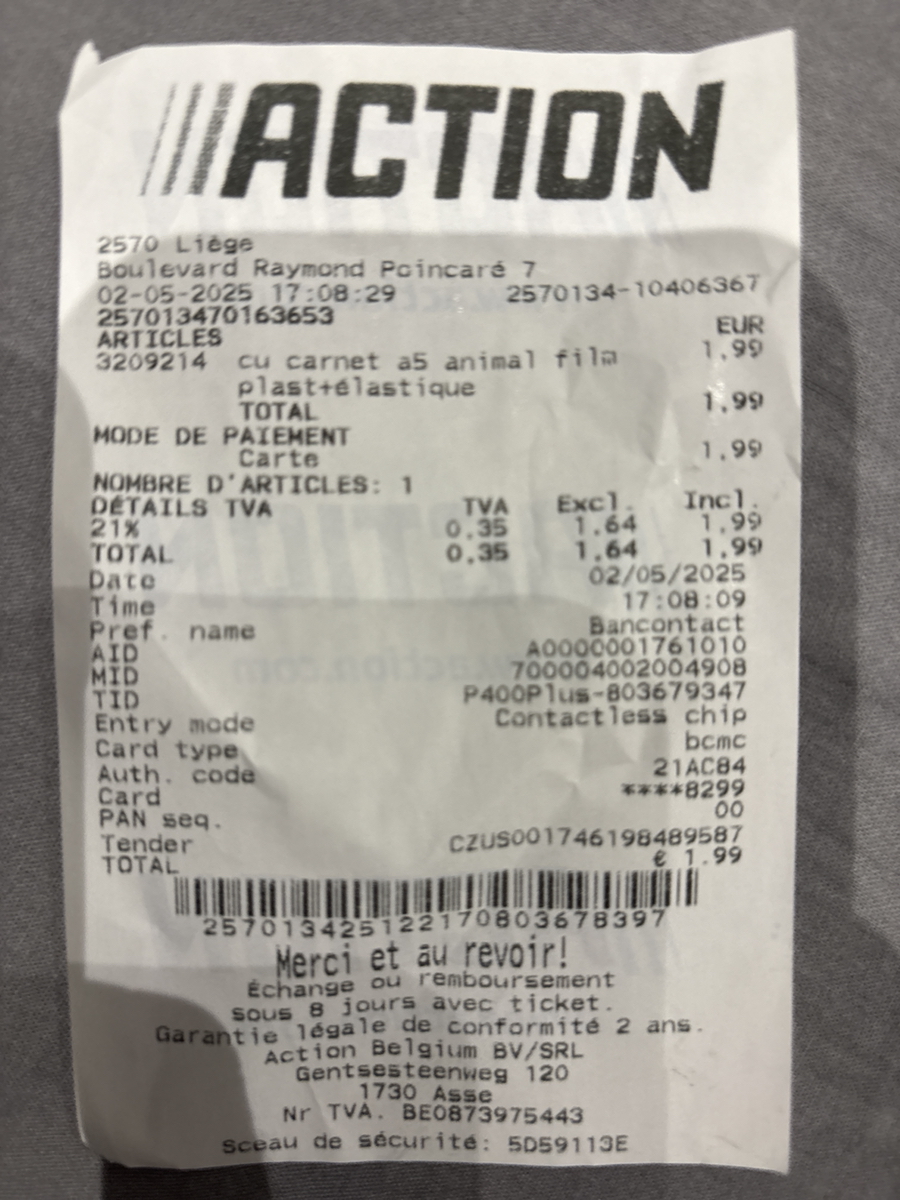 ACTION
2570 Liège
Boulevard Raymond Poincaré 7
02-05-2025 17:08:29 2570134-10406367
257013470163653
ARTICLES EUR
3209214 cu carnet a5 animal film 1,99
plast+élastique
TOTAL 1,99
MODE DE PAIEMENT
Carte 1,99
NOMBRE D'ARTICLES: 1
DÉTAILS TVA TVA Excl. Incl.
21% 0.35 1.64 1.99
TOTAL 0.35 1.64 1.99
Date 02/05/2025
Time 17:08:09
Pref. name Bancontact
AID A0000001761010
MID 700004002004908
TID P400Plus-803679347
Entry mode Contactless chip
Card type bcmc
Auth. code 21AC84
Card ****8299
PAN seq. 00
Tender CZUS001746198489587
TOTAL € 1.99
2570134251221708036783​97
Merci et au revoir!
Échange ou remboursement
sous 8 jours avec ticket.
Garantie légale de conformité 2 ans.
Action Belgium BV/SRL
Gentsesteenweg 120
1730 Asse
Nr TVA. BE0873975443
Sceau de sécurité: 5D59113E